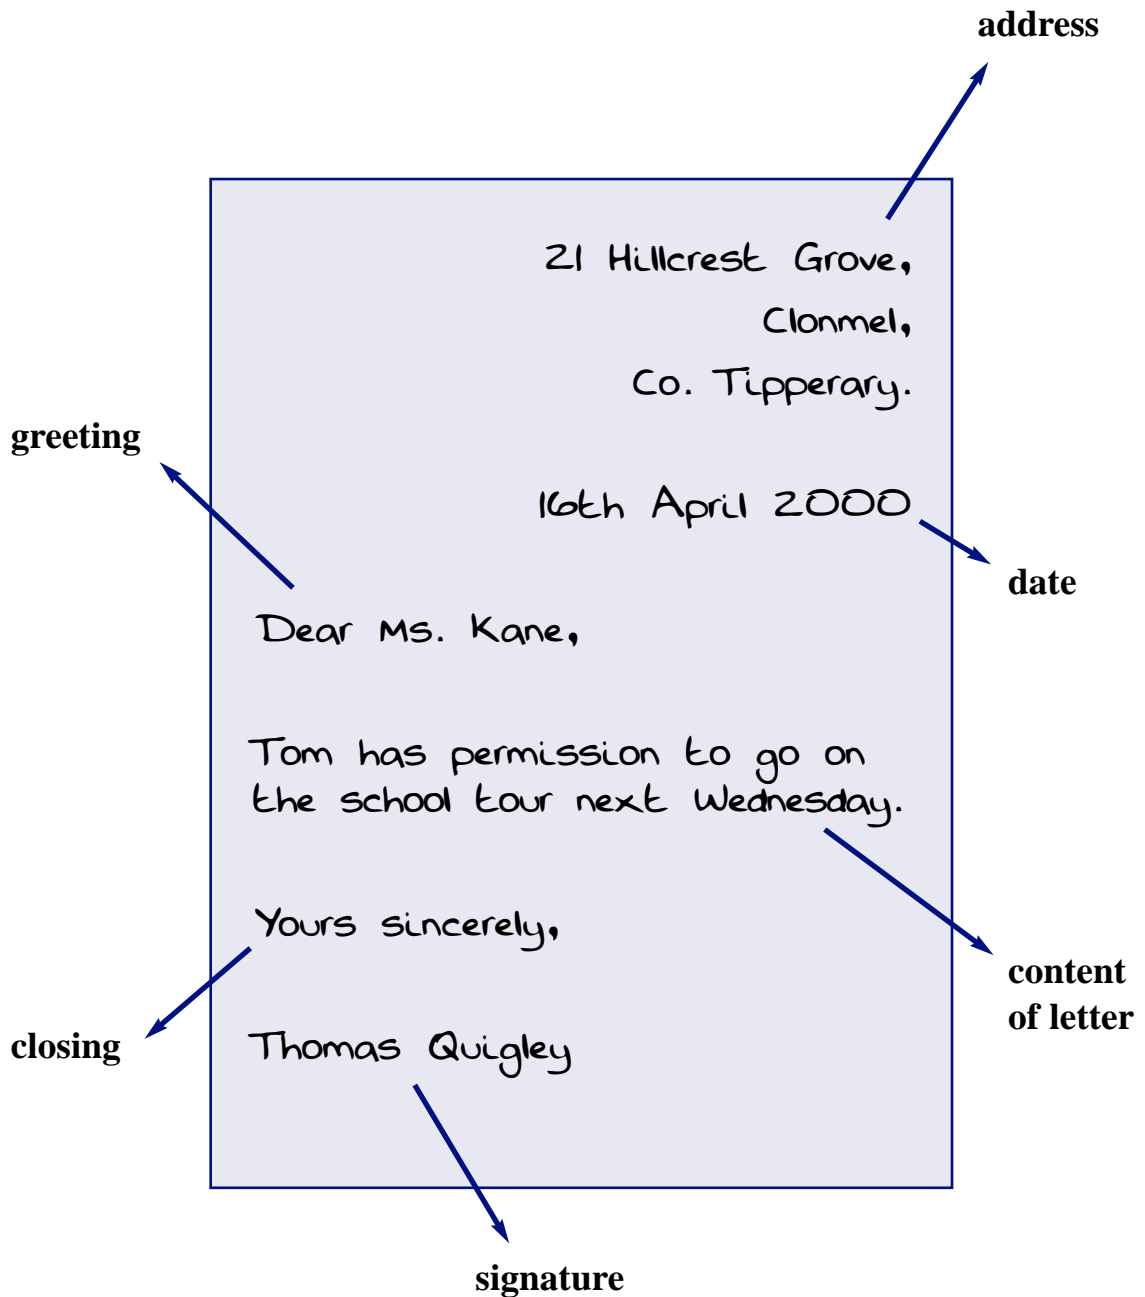 address
21 Hillcrest Grove,
Clonmel,
Co. Tipperary.
greeting
16th April 2000
date
Dear Ms. Kane,
Tom has permission to go on
the school tour next Wednesday.
Yours sincerely,
content
of letter
closing
Thomas Quigley
signature